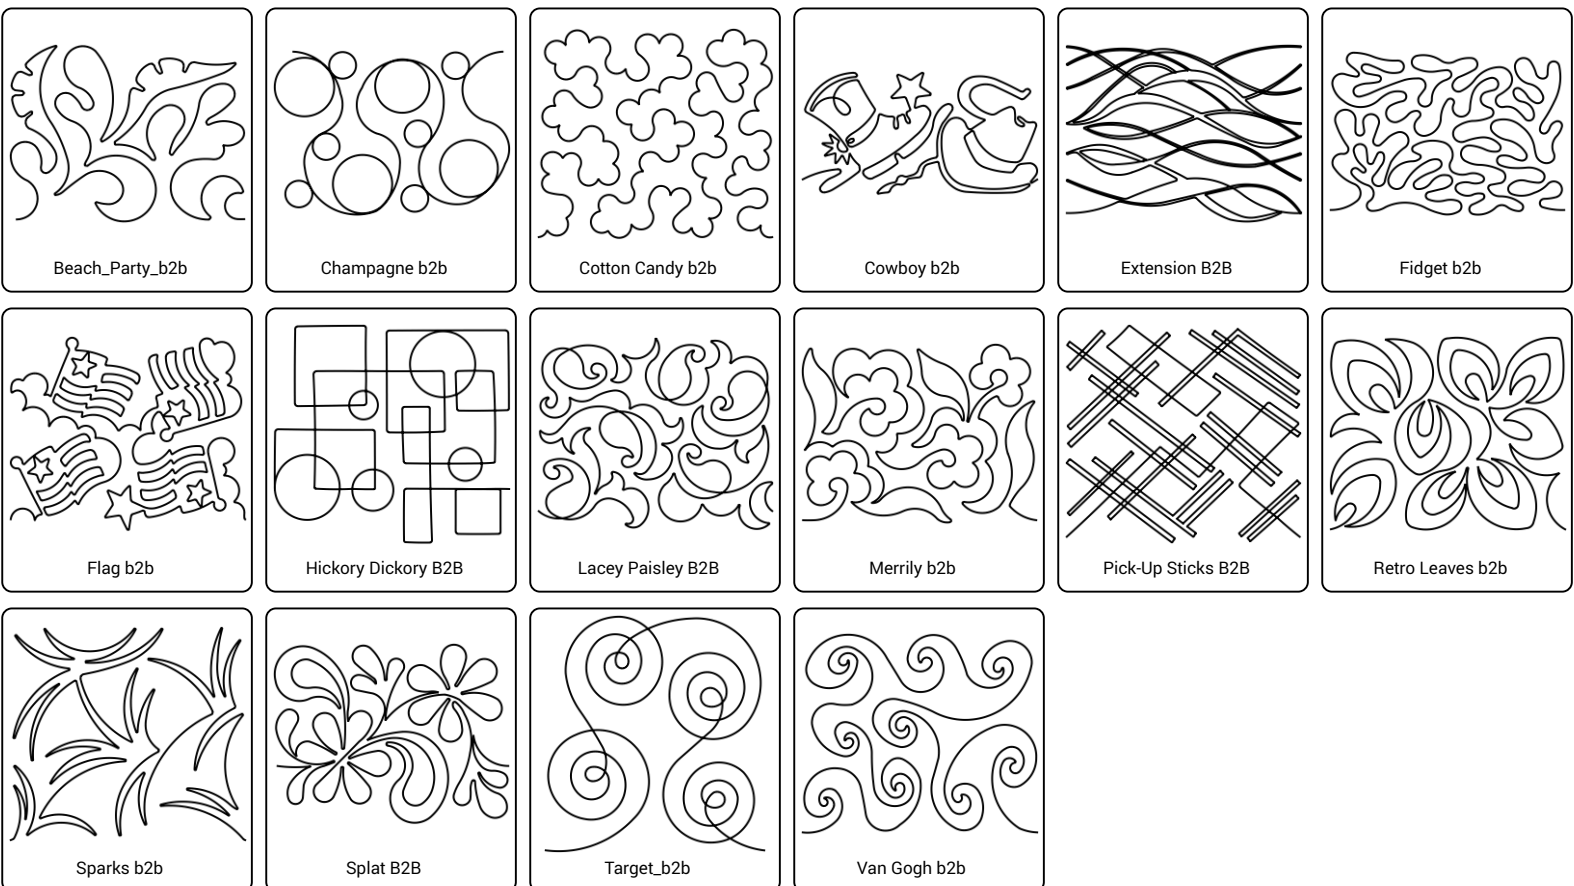 Beach_Party_b2b
Champagne b2b
Cotton Candy b2b
Cowboy b2b
Extension B2B
Fidget b2b
Flag b2b
Hickory Dickory B2B
Lacey Paisley B2B
Merrily b2b
Pick-Up Sticks B2B
Retro Leaves b2b
Sparks b2b
Splat B2B
Target_b2b
Van Gogh b2b